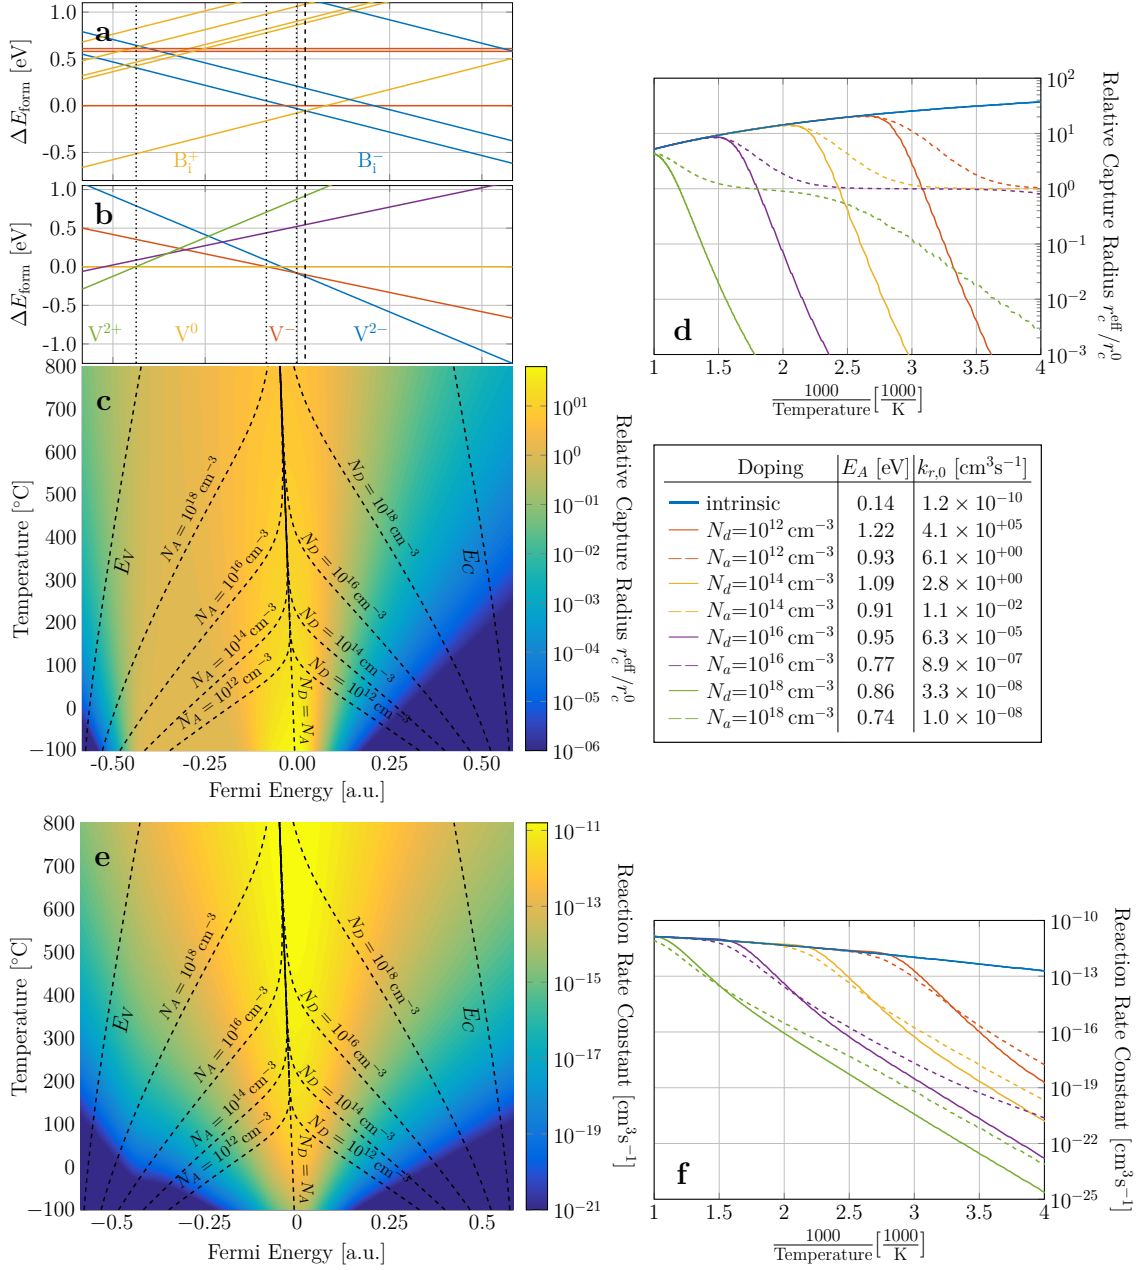 a
1.0
0.5
0.0
-0.5
ΔE_form [eV]
B_i^+
B_i^-
b
1.0
0.5
0.0
-0.5
-1.0
ΔE_form [eV]
V^{2+}
V^0
V^-
V^{2-}
c
800
700
600
500
400
300
200
100
0
−100
Temperature [°C]
E_V
N_A = 10^{18} cm^{−3}
N_A = 10^{16} cm^{−3}
N_A = 10^{14} cm^{−3}
N_A = 10^{12} cm^{−3}
N_D = 10^{18} cm^{−3}
N_D = 10^{16} cm^{−3}
N_D = 10^{14} cm^{−3}
N_D = 10^{12} cm^{−3}
N_D = N_A
E_C
-0.50
-0.25
0.00
0.25
0.50
Fermi Energy [a.u.]
10^{01}
10^0
10^{−01}
10^{−02}
10^{−03}
10^{−04}
10^{−05}
10^{−06}
Relative Capture Radius r_c^{eff}/r_c^0
d
10^2
10^1
10^0
10^{−1}
10^{−2}
10^{−3}
Relative Capture Radius r_c^{eff}/r_c^0
1 1.5 2 2.5 3 3.5 4
1000/Temperature [1000/K]
Doping E_A [eV] k_{r,0} [cm^3s^{−1}]
intrinsic 0.14 1.2 × 10^{−10}
N_d=10^{12} cm^{−3} 1.22 4.1 × 10^{+05}
N_a=10^{12} cm^{−3} 0.93 6.1 × 10^{+00}
N_d=10^{14} cm^{−3} 1.09 2.8 × 10^{+00}
N_a=10^{14} cm^{−3} 0.91 1.1 × 10^{−02}
N_d=10^{16} cm^{−3} 0.95 6.3 × 10^{−05}
N_a=10^{16} cm^{−3} 0.77 8.9 × 10^{−07}
N_d=10^{18} cm^{−3} 0.86 3.3 × 10^{−08}
N_a=10^{18} cm^{−3} 0.74 1.0 × 10^{−08}
e
800
700
600
500
400
300
200
100
0
−100
Temperature [°C]
E_V
N_A = 10^{18} cm^{−3}
N_A = 10^{16} cm^{−3}
N_A = 10^{14} cm^{−3}
N_A = 10^{12} cm^{−3}
N_D = 10^{18} cm^{−3}
N_D = 10^{16} cm^{−3}
N_D = 10^{14} cm^{−3}
N_D = 10^{12} cm^{−3}
N_D = N_A
E_C
-0.5
0
0.5
Fermi Energy [a.u.]
10^{−11}
10^{−13}
10^{−15}
10^{−17}
10^{−19}
10^{−21}
Reaction Rate Constant [cm^3s^{−1}]
f
10^{−10}
10^{−13}
10^{−16}
10^{−19}
10^{−22}
10^{−25}
Reaction Rate Constant [cm^3s^{−1}]
1 1.5 2 2.5 3 3.5 4
1000/Temperature [1000/K]